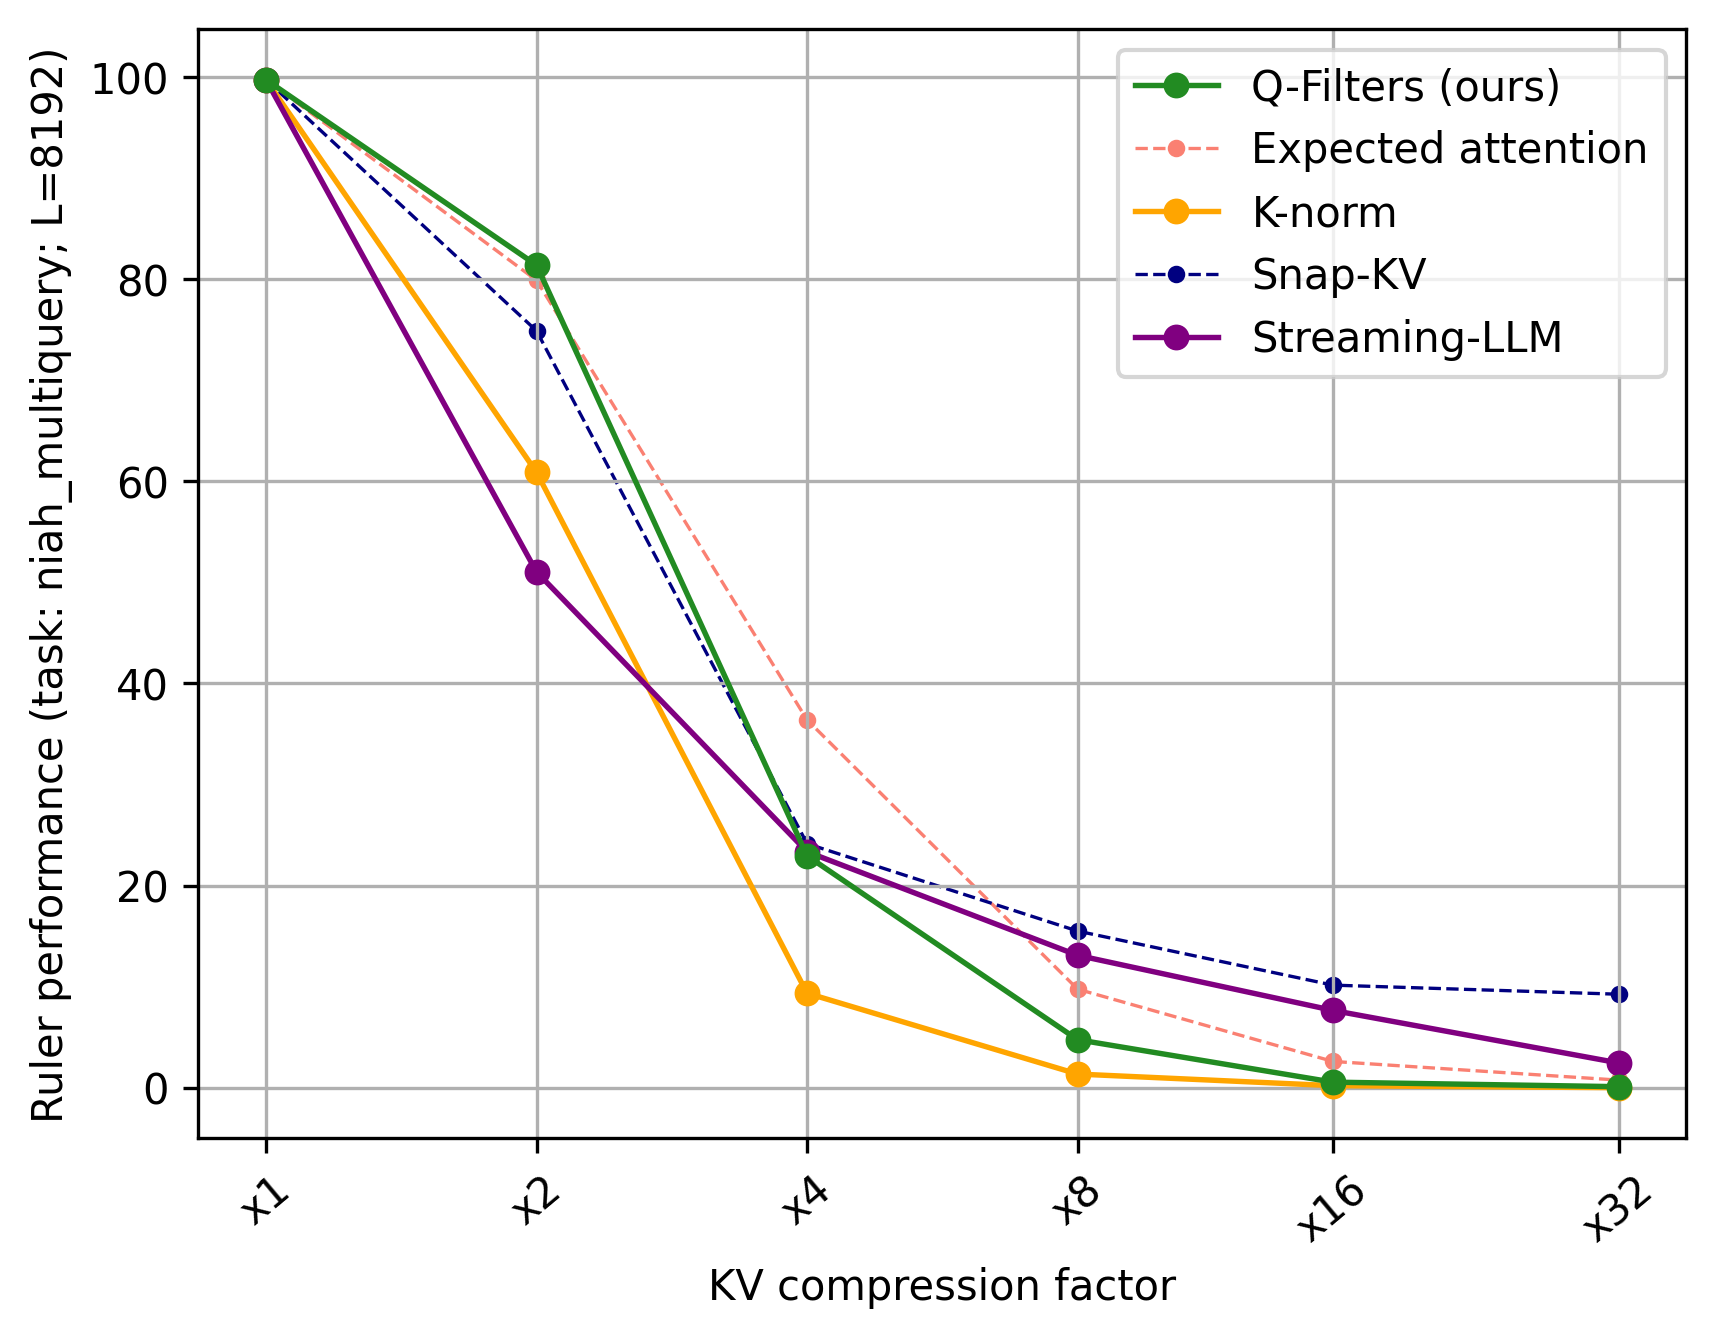 Ruler performance (task: niah_multiquery; L=8192)
100
80
60
40
20
0
Q-Filters (ours)
Expected attention
K-norm
Snap-KV
Streaming-LLM
x1
x2
x4
x8
x16
x32
KV compression factor